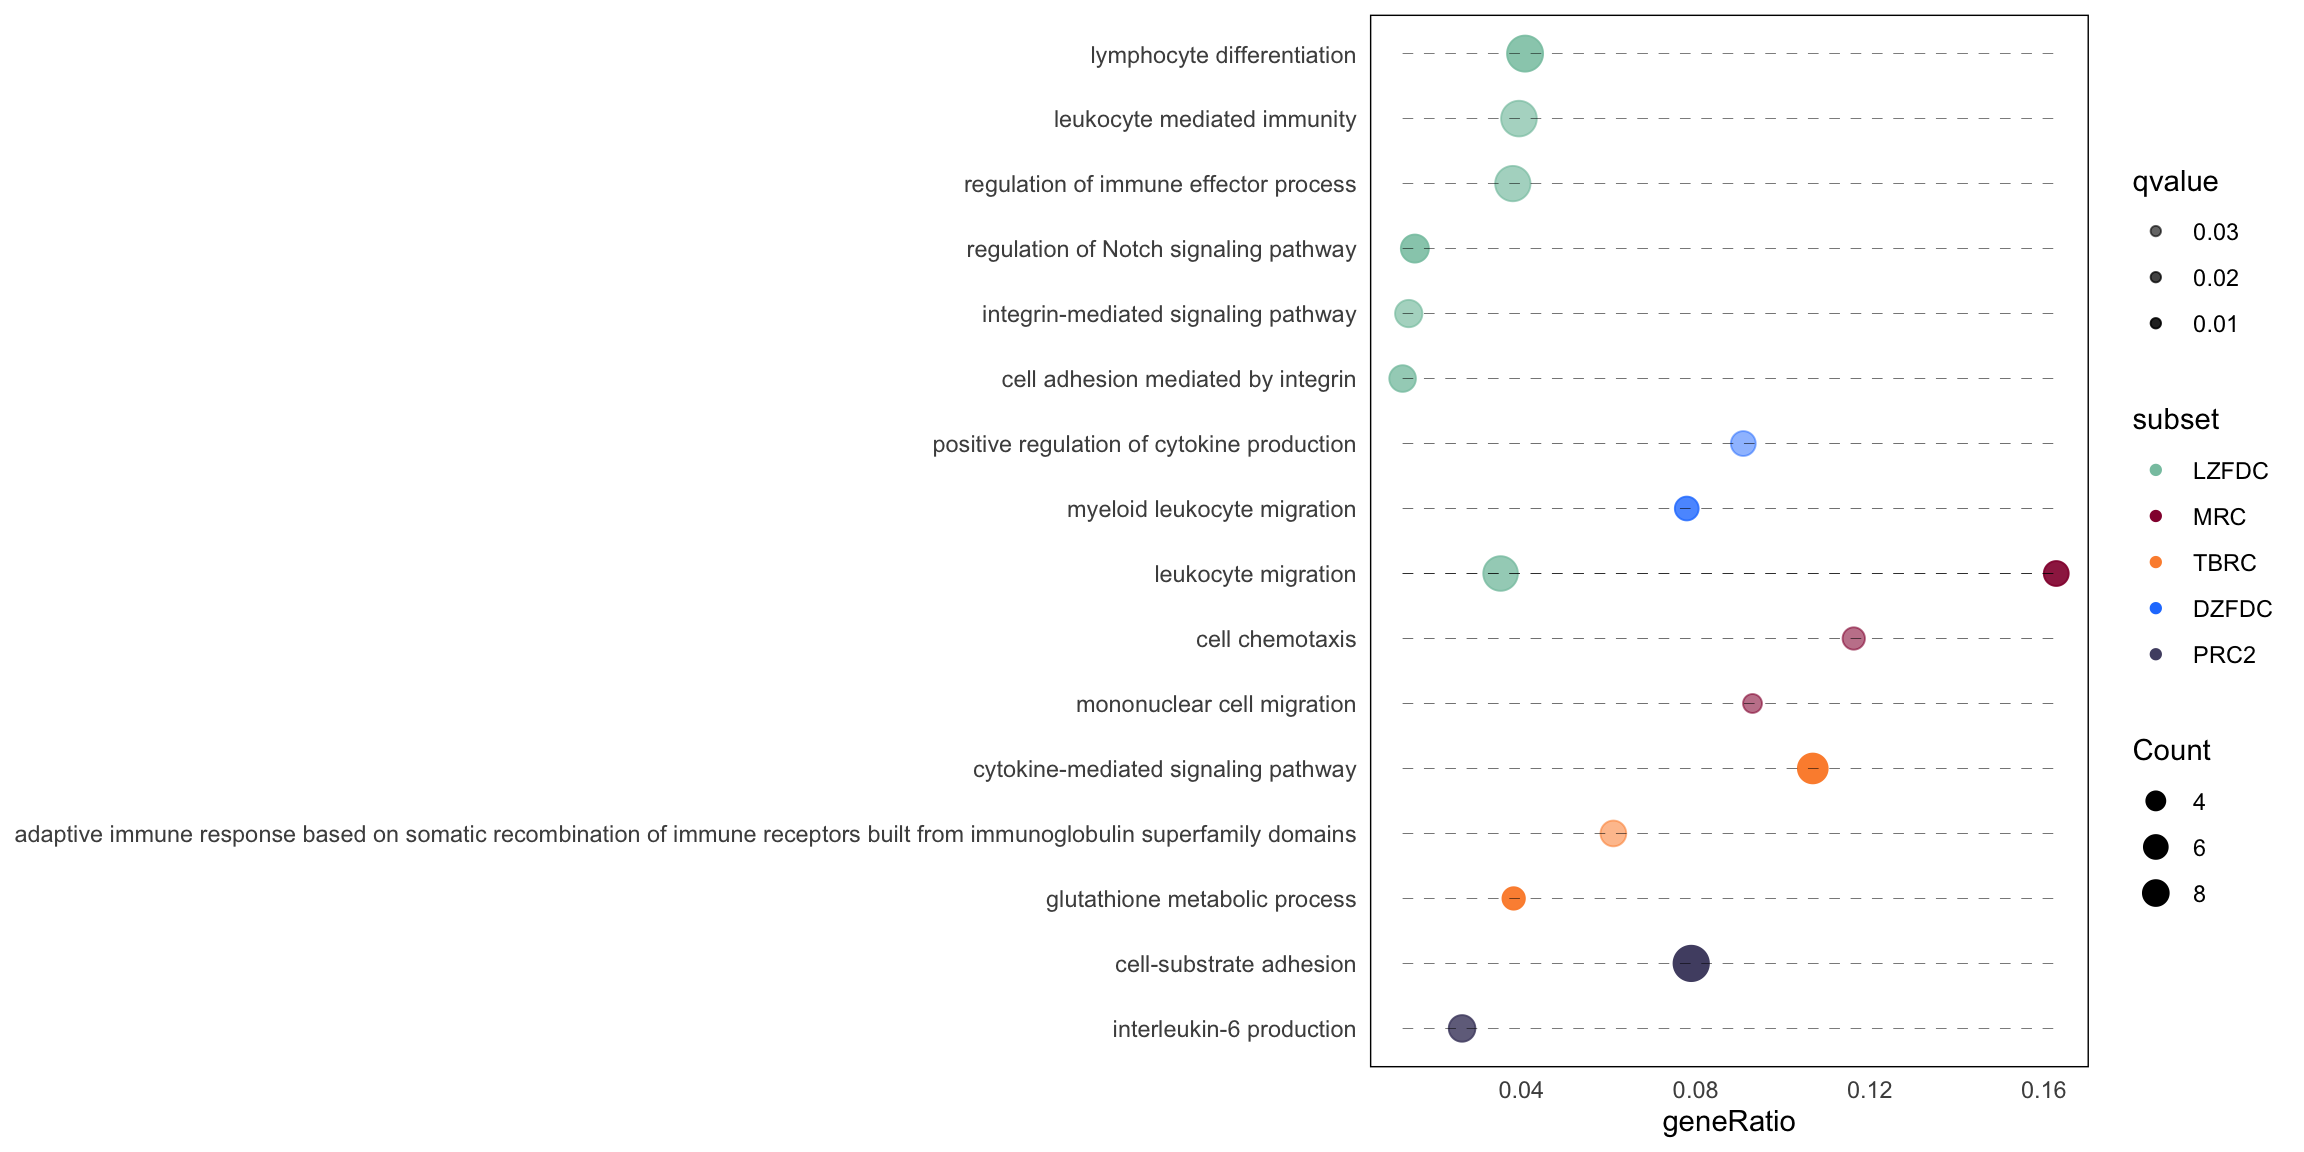 lymphocyte differentiation
leukocyte mediated immunity
regulation of immune effector process
regulation of Notch signaling pathway
integrin-mediated signaling pathway
cell adhesion mediated by integrin
positive regulation of cytokine production
myeloid leukocyte migration
leukocyte migration
cell chemotaxis
mononuclear cell migration
cytokine-mediated signaling pathway
adaptive immune response based on somatic recombination of immune receptors built from immunoglobulin superfamily domains
glutathione metabolic process
cell-substrate adhesion
interleukin-6 production
0.04 0.08 0.12 0.16
geneRatio
qvalue
0.03
0.02
0.01
subset
LZFDC
MRC
TBRC
DZFDC
PRC2
Count
4
6
8